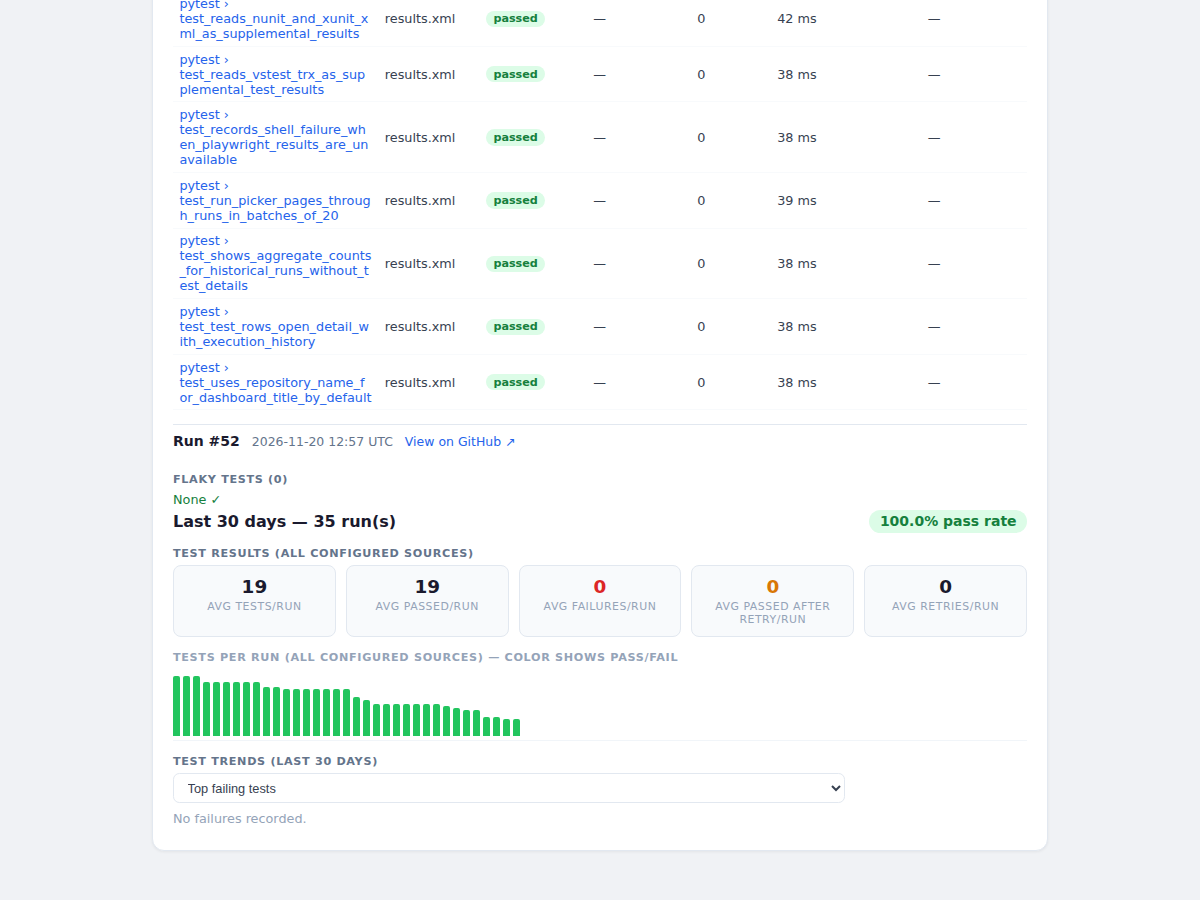 pytest ›
test_reads_nunit_and_xunit_x
ml_as_supplemental_results
results.xml passed — 0 42 ms —
pytest ›
test_reads_vstest_trx_as_sup
plemental_test_results
results.xml passed — 0 38 ms —
pytest ›
test_records_shell_failure_wh
en_playwright_results_are_un
available
results.xml passed — 0 38 ms —
pytest ›
test_run_picker_pages_throug
h_runs_in_batches_of_20
results.xml passed — 0 39 ms —
pytest ›
test_shows_aggregate_counts
_for_historical_runs_without_t
est_details
results.xml passed — 0 38 ms —
pytest ›
test_test_rows_open_detail_w
ith_execution_history
results.xml passed — 0 38 ms —
pytest ›
test_uses_repository_name_f
or_dashboard_title_by_default
results.xml passed — 0 38 ms —
Run #52 2026-11-20 12:57 UTC View on GitHub ↗
FLAKY TESTS (0)
None ✓
Last 30 days — 35 run(s) 100.0% pass rate
TEST RESULTS (ALL CONFIGURED SOURCES)
19
AVG TESTS/RUN
19
AVG PASSED/RUN
0
AVG FAILURES/RUN
0
AVG PASSED AFTER
RETRY/RUN
0
AVG RETRIES/RUN
TESTS PER RUN (ALL CONFIGURED SOURCES) — COLOR SHOWS PASS/FAIL
TEST TRENDS (LAST 30 DAYS)
Top failing tests
No failures recorded.